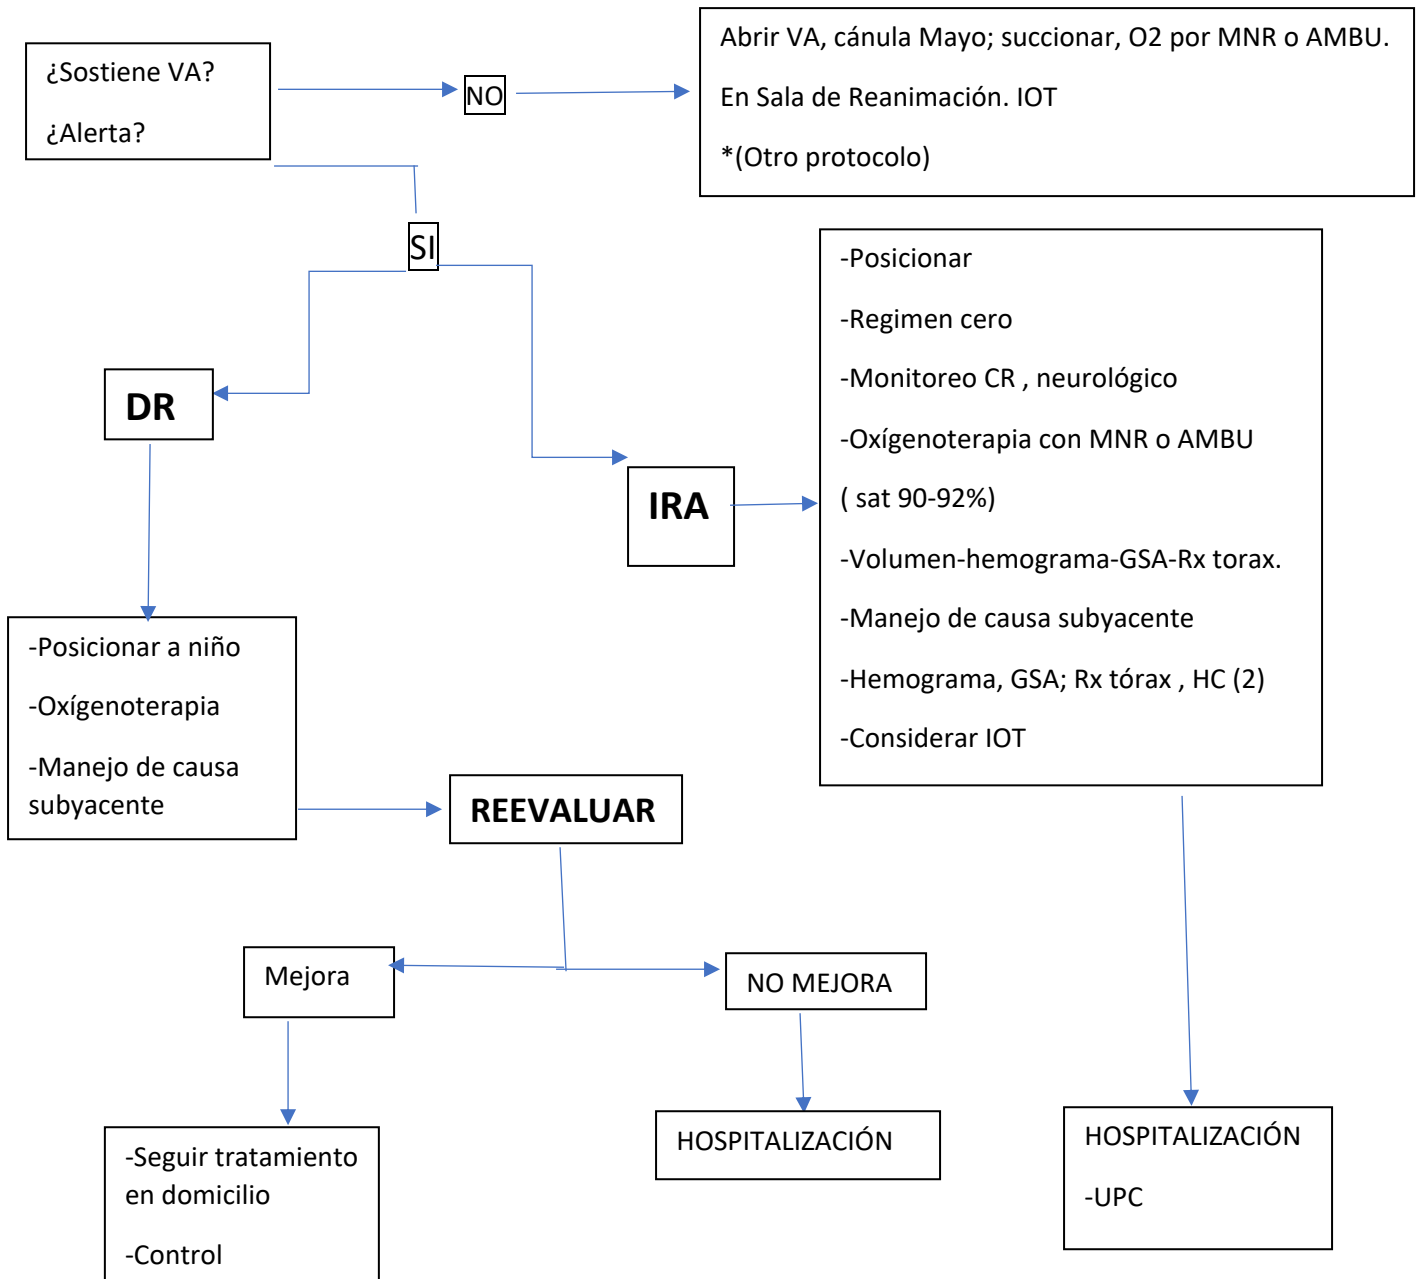 ¿Sostiene VA?
¿Alerta?
NO
Abrir VA, cánula Mayo; succionar, O2 por MNR o AMBU.
En Sala de Reanimación. IOT
*(Otro protocolo)
SI
DR
IRA
-Posicionar
-Regimen cero
-Monitoreo CR , neurológico
-Oxígenoterapia con MNR o AMBU
( sat 90-92%)
-Volumen-hemograma-GSA-Rx torax.
-Manejo de causa subyacente
-Hemograma, GSA; Rx tórax , HC (2)
-Considerar IOT
-Posicionar a niño
-Oxígenoterapia
-Manejo de causa
subyacente
REEVALUAR
Mejora
NO MEJORA
-Seguir tratamiento
en domicilio
-Control
HOSPITALIZACIÓN
HOSPITALIZACIÓN
-UPC